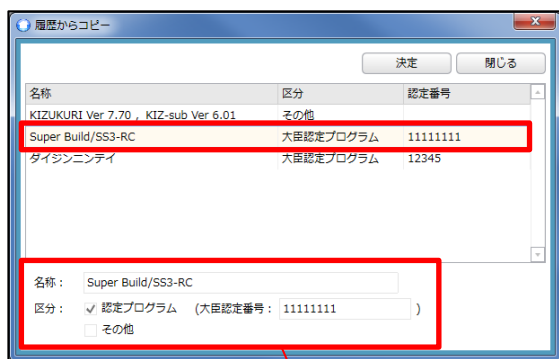 履歴からコピー
決定 閉じる
名称 区分 認定番号
KIZUKURI Ver 7.70 , KIZ-sub Ver 6.01 その他
Super Build/SS3-RC 大臣認定プログラム 11111111
ダイジンニンテイ 大臣認定プログラム 12345
名称： Super Build/SS3-RC
区分： 認定プログラム (大臣認定番号： 11111111 )
その他